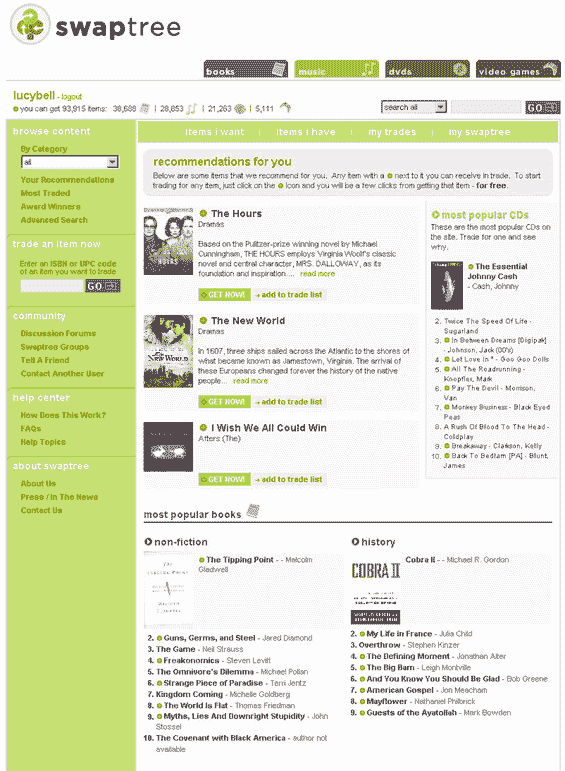 swaptree
books
music
dvds
video games
lucybell - logout
you can get 93,915 items: 38,688 | 28,853 | 21,263 | 5,111
search all
GO
browse content
By Category
all
Your Recommendations
Most Traded
Award Winners
Advanced Search
trade an item now
Enter an ISBN or UPC code
of an item you want to trade
GO
community
Discussion Forums
Swaptree Groups
Tell A Friend
Contact Another User
help center
How Does This Work?
FAQs
Help Topics
about swaptree
About Us
Press / In The News
Contact Us
items i want | items i have | my trades | my swaptree
recommendations for you
Below are some items that we recommend for you. Any item with a next to it you can receive in trade. To start
trading for any item, just click on the icon and you will be a few clicks from getting that item - for free.
The Hours
Dramas
Based on the Pulitzer-prize winning novel by Michael
Cunningham, THE HOURS employs Virginia Woolf's classic
novel and central character, MRS. DALLOWAY, as its
foundation and inspiration.... read more
GET NOW! add to trade list
The New World
Dramas
In 1607, three ships sailed across the Atlantic to the shores of
what became known as Jamestown, Virginia. The arrival of
these Europeans changed forever the history of the native
people... read more
GET NOW! add to trade list
I Wish We All Could Win
Afters (The)
GET NOW! add to trade list
most popular CDs
These are the most popular CDs on
the site. Trade for one and see
why.
The Essential
Johnny Cash
- Cash, Johnny
2. Twice The Speed Of Life -
Sugarland
3. In Between Dreams [Digipak]
- Johnson, Jack (00's)
4. Let Love In * - Goo Goo Dolls
5. All The Roadrunning -
Knopfler, Mark
6. Pay The Devil - Morrison,
Van
7. Monkey Business - Black Eyed
Peas
8. A Rush Of Blood To The Head -
Coldplay
9. Breakaway - Clarkson, Kelly
10. Back To Bedlam [PA] - Blunt,
James
most popular books
non-fiction
The Tipping Point - - Malcolm
Gladwell
2. Guns, Germs, and Steel - Jared Diamond
3. The Game - Neil Strauss
4. Freakonomics - Steven Levitt
5. The Omnivore's Dilemma - Michael Pollan
6. Strange Piece of Paradise - Terri Jentz
7. Kingdom Coming - Michelle Goldberg
8. The World Is Flat - Thomas Friedman
9. Myths, Lies And Downright Stupidity - John
Stossel
10. The Covenant with Black America - author not
available
history
COBRA II
Cobra II - - Michael R. Gordon
2. My Life in France - Julia Child
3. Overthrow - Stephen Kinzer
4. The Defining Moment - Jonathan Alter
5. The Big Bam - Leigh Montville
6. And You Know You Should Be Glad - Bob Greene
7. American Gospel - Jon Meacham
8. Mayflower - Nathaniel Philbrick
9. Guests of the Ayatollah - Mark Bowden